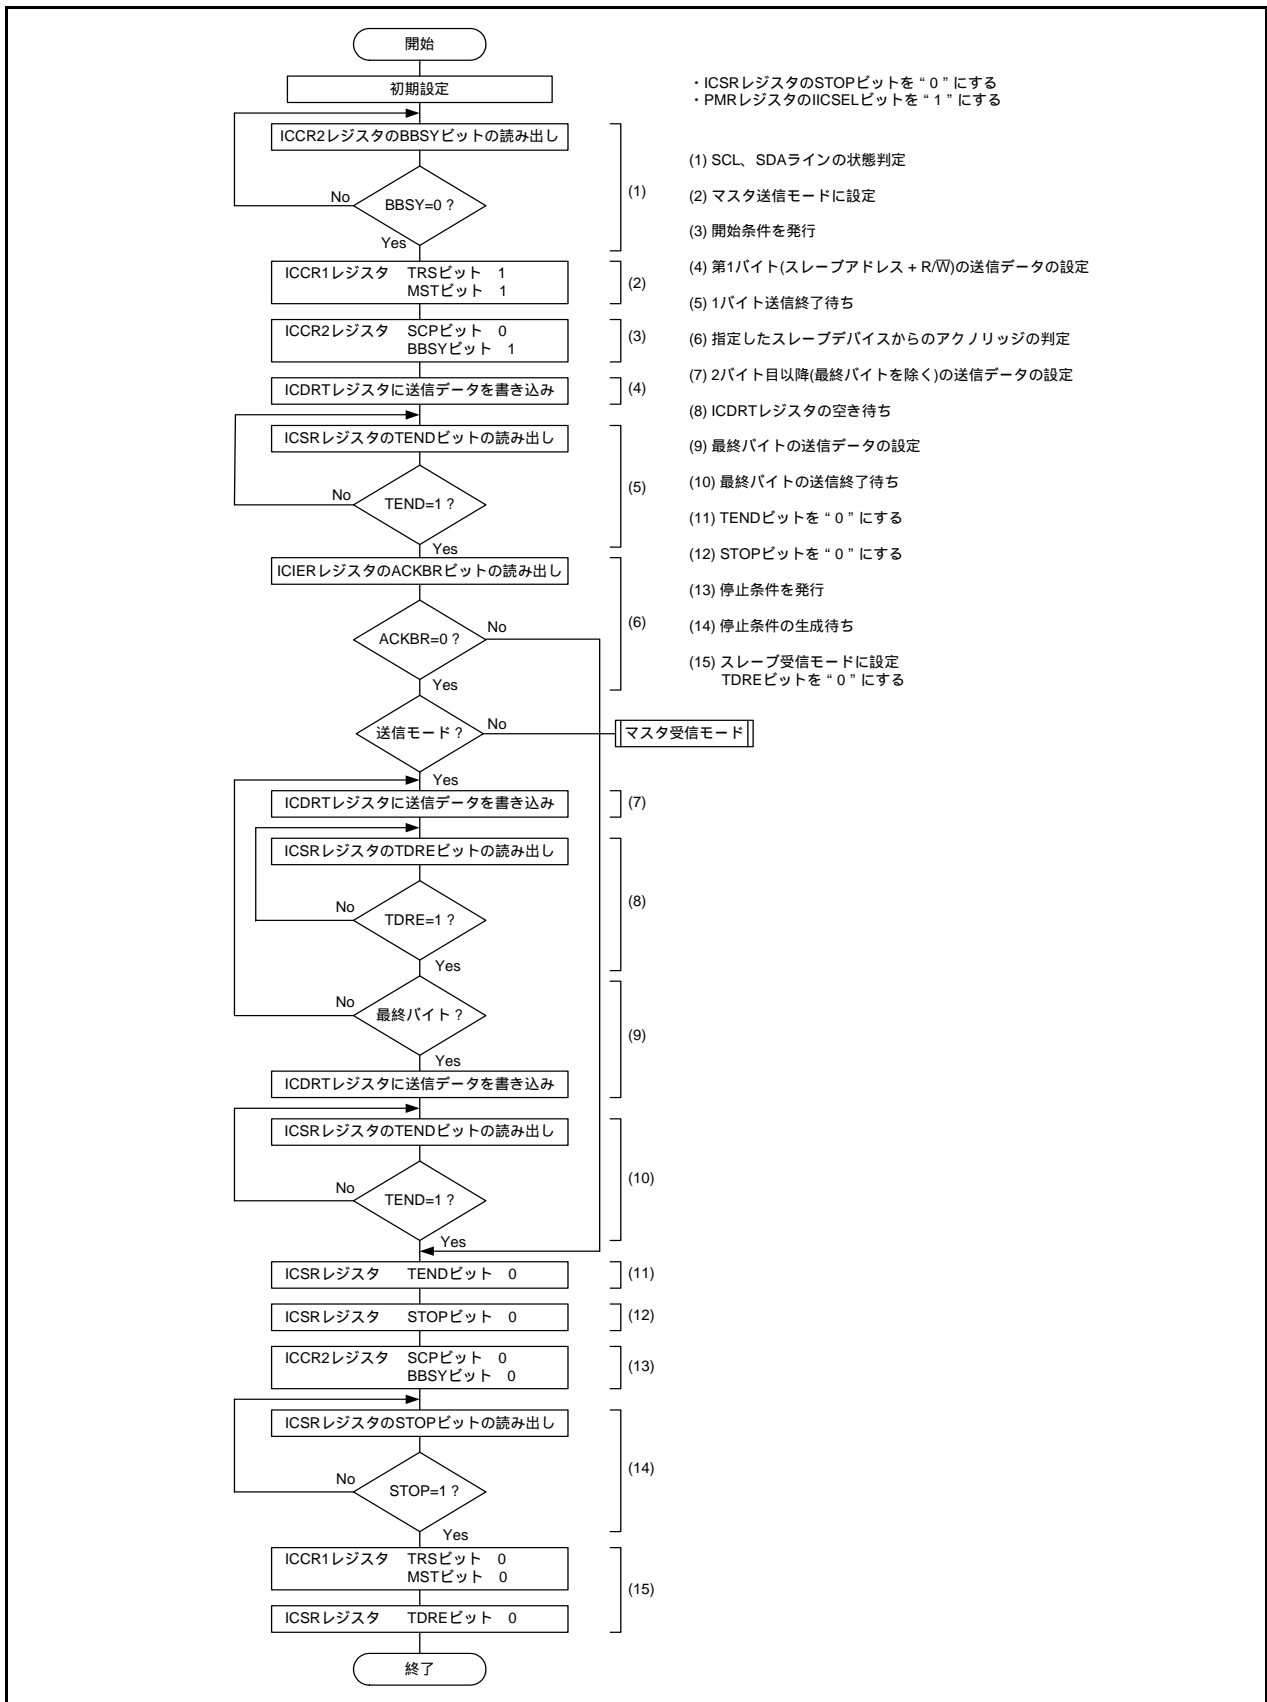 開始
初期設定
・ICSRレジスタのSTOPビットを“0”にする
・PMRレジスタのIICSELビットを“1”にする
ICCR2レジスタのBBSYビットの読み出し
BBSY=0 ?
No
Yes
(1)
ICCR1レジスタ TRSビット 1
MSTビット 1
(2)
ICCR2レジスタ SCPビット 0
BBSYビット 1
(3)
ICDRTレジスタに送信データを書き込み
(4)
ICSRレジスタのTENDビットの読み出し
TEND=1 ?
No
Yes
(5)
ICIERレジスタのACKBRビットの読み出し
ACKBR=0 ?
No
Yes
(6)
送信モード ?
No
マスタ受信モード
Yes
ICDRTレジスタに送信データを書き込み
(7)
ICSRレジスタのTDREビットの読み出し
TDRE=1 ?
No
Yes
(8)
最終バイト ?
No
Yes
ICDRTレジスタに送信データを書き込み
(9)
ICSRレジスタのTENDビットの読み出し
TEND=1 ?
No
Yes
(10)
ICSRレジスタ TENDビット 0
(11)
ICSRレジスタ STOPビット 0
(12)
ICCR2レジスタ SCPビット 0
BBSYビット 0
(13)
ICSRレジスタのSTOPビットの読み出し
STOP=1 ?
No
Yes
(14)
ICCR1レジスタ TRSビット 0
MSTビット 0
ICSRレジスタ TDREビット 0
(15)
終了
(1) SCL、SDAラインの状態判定
(2) マスタ送信モードに設定
(3) 開始条件を発行
(4) 第1バイト(スレーブアドレス + R/W̅)の送信データの設定
(5) 1バイト送信終了待ち
(6) 指定したスレーブデバイスからのアクノリッジの判定
(7) 2バイト目以降(最終バイトを除く)の送信データの設定
(8) ICDRTレジスタの空き待ち
(9) 最終バイトの送信データの設定
(10) 最終バイトの送信終了待ち
(11) TENDビットを“0”にする
(12) STOPビットを“0”にする
(13) 停止条件を発行
(14) 停止条件の生成待ち
(15) スレーブ受信モードに設定
TDREビットを“0”にする